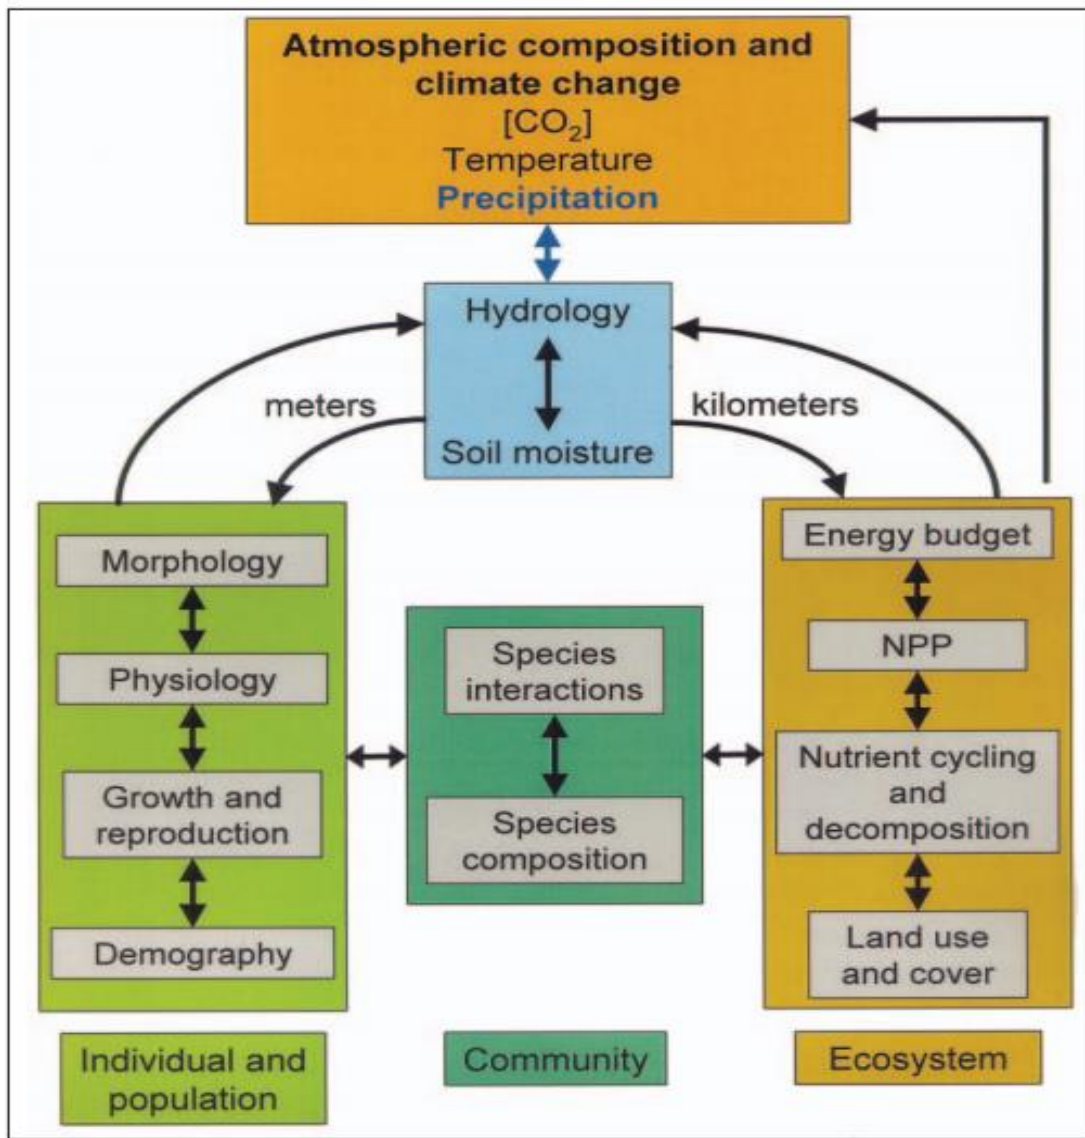 Atmospheric composition and
climate change
[CO₂]
Temperature
Precipitation
Hydrology
meters
kilometers
Soil moisture
Morphology
Physiology
Growth and
reproduction
Demography
Species
interactions
Species
composition
Energy budget
NPP
Nutrient cycling
and
decomposition
Land use
and cover
Individual and
population
Community
Ecosystem